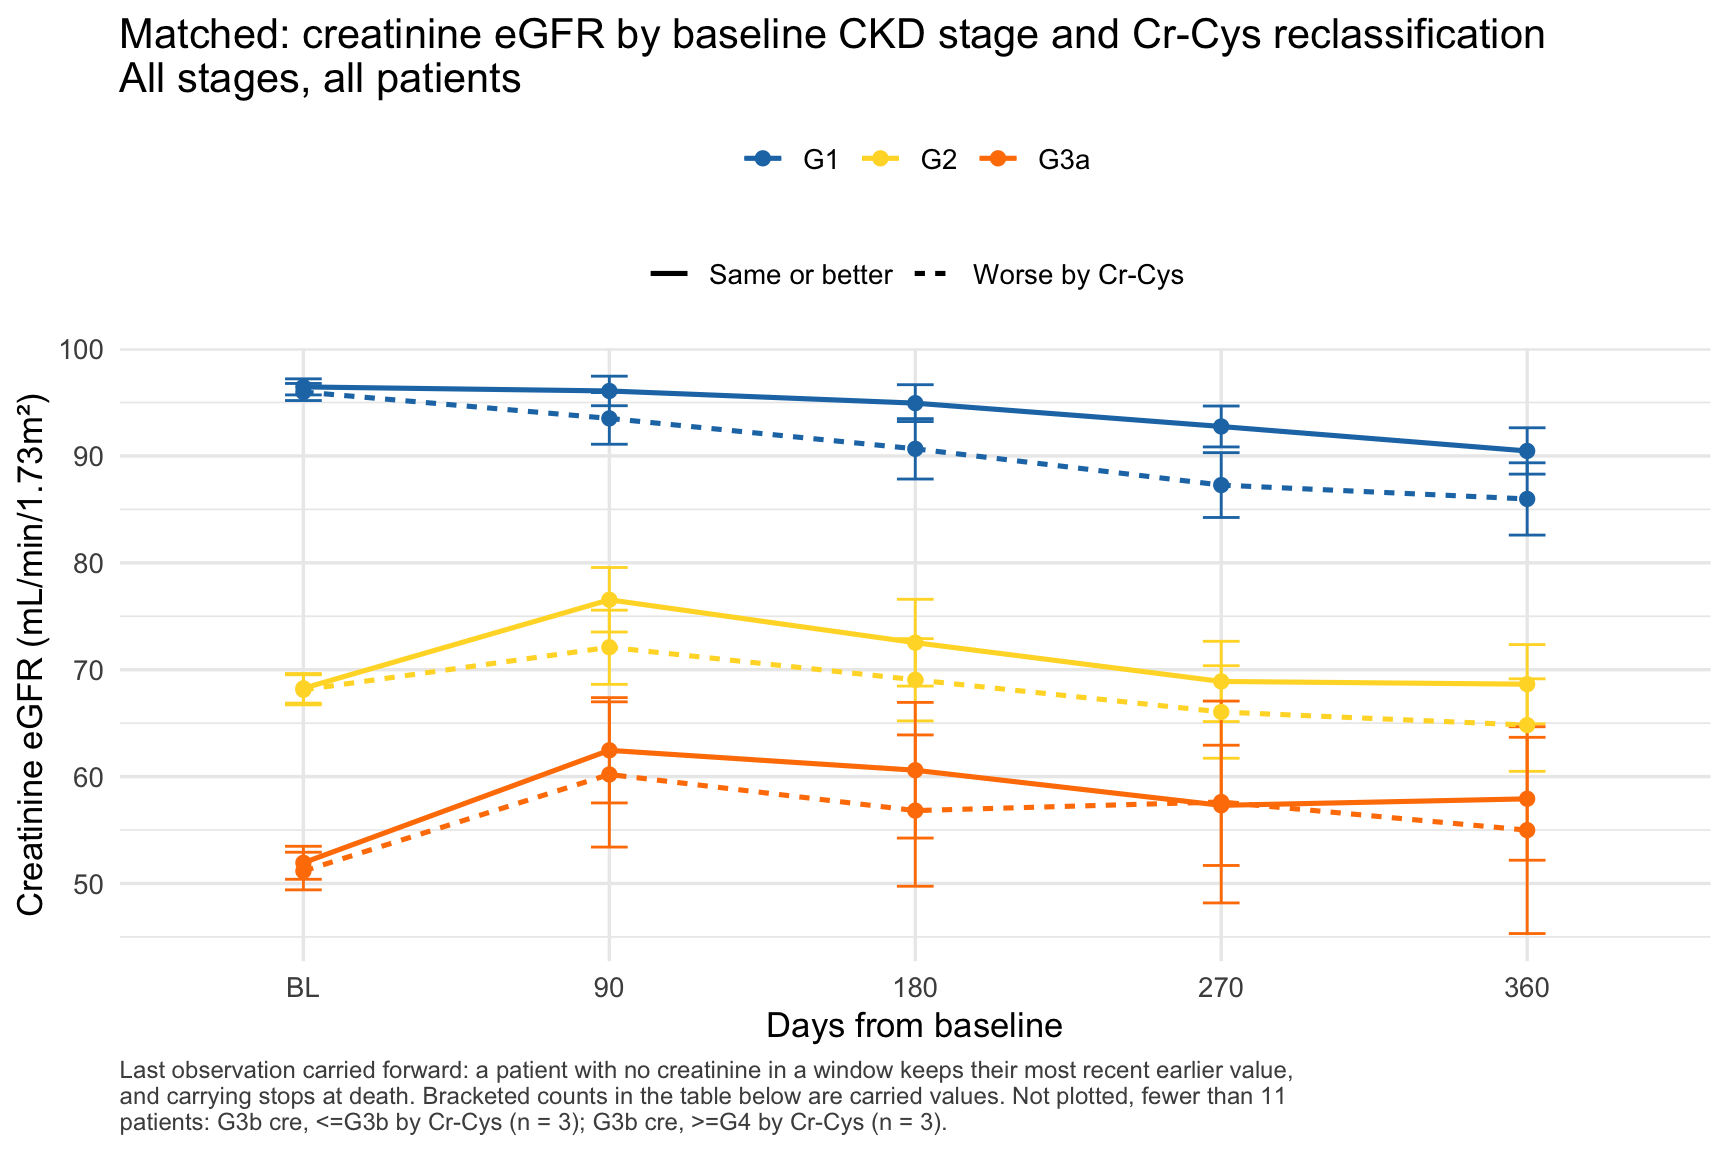 Matched: creatinine eGFR by baseline CKD stage and Cr-Cys reclassification
All stages, all patients
G1 G2 G3a
Same or better Worse by Cr-Cys
Creatinine eGFR (mL/min/1.73m²)
100
90
80
70
60
50
BL 90 180 270 360
Days from baseline
Last observation carried forward: a patient with no creatinine in a window keeps their most recent earlier value,
and carrying stops at death. Bracketed counts in the table below are carried values. Not plotted, fewer than 11
patients: G3b cre, <=G3b by Cr-Cys (n = 3); G3b cre, >=G4 by Cr-Cys (n = 3).